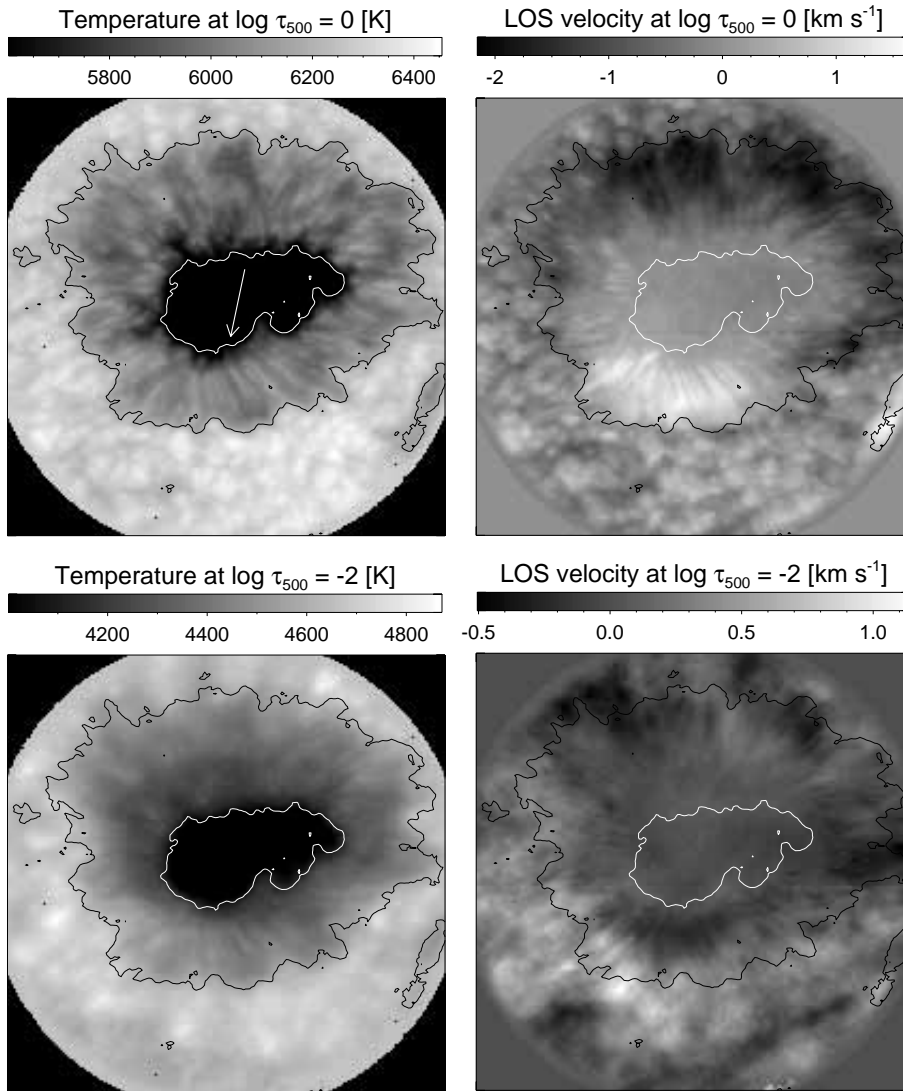 Temperature at log τ500 = 0 [K]
5800 6000 6200 6400
LOS velocity at log τ500 = 0 [km s-1]
-2 -1 0 1
Temperature at log τ500 = -2 [K]
4200 4400 4600 4800
LOS velocity at log τ500 = -2 [km s-1]
-0.5 0.0 0.5 1.0